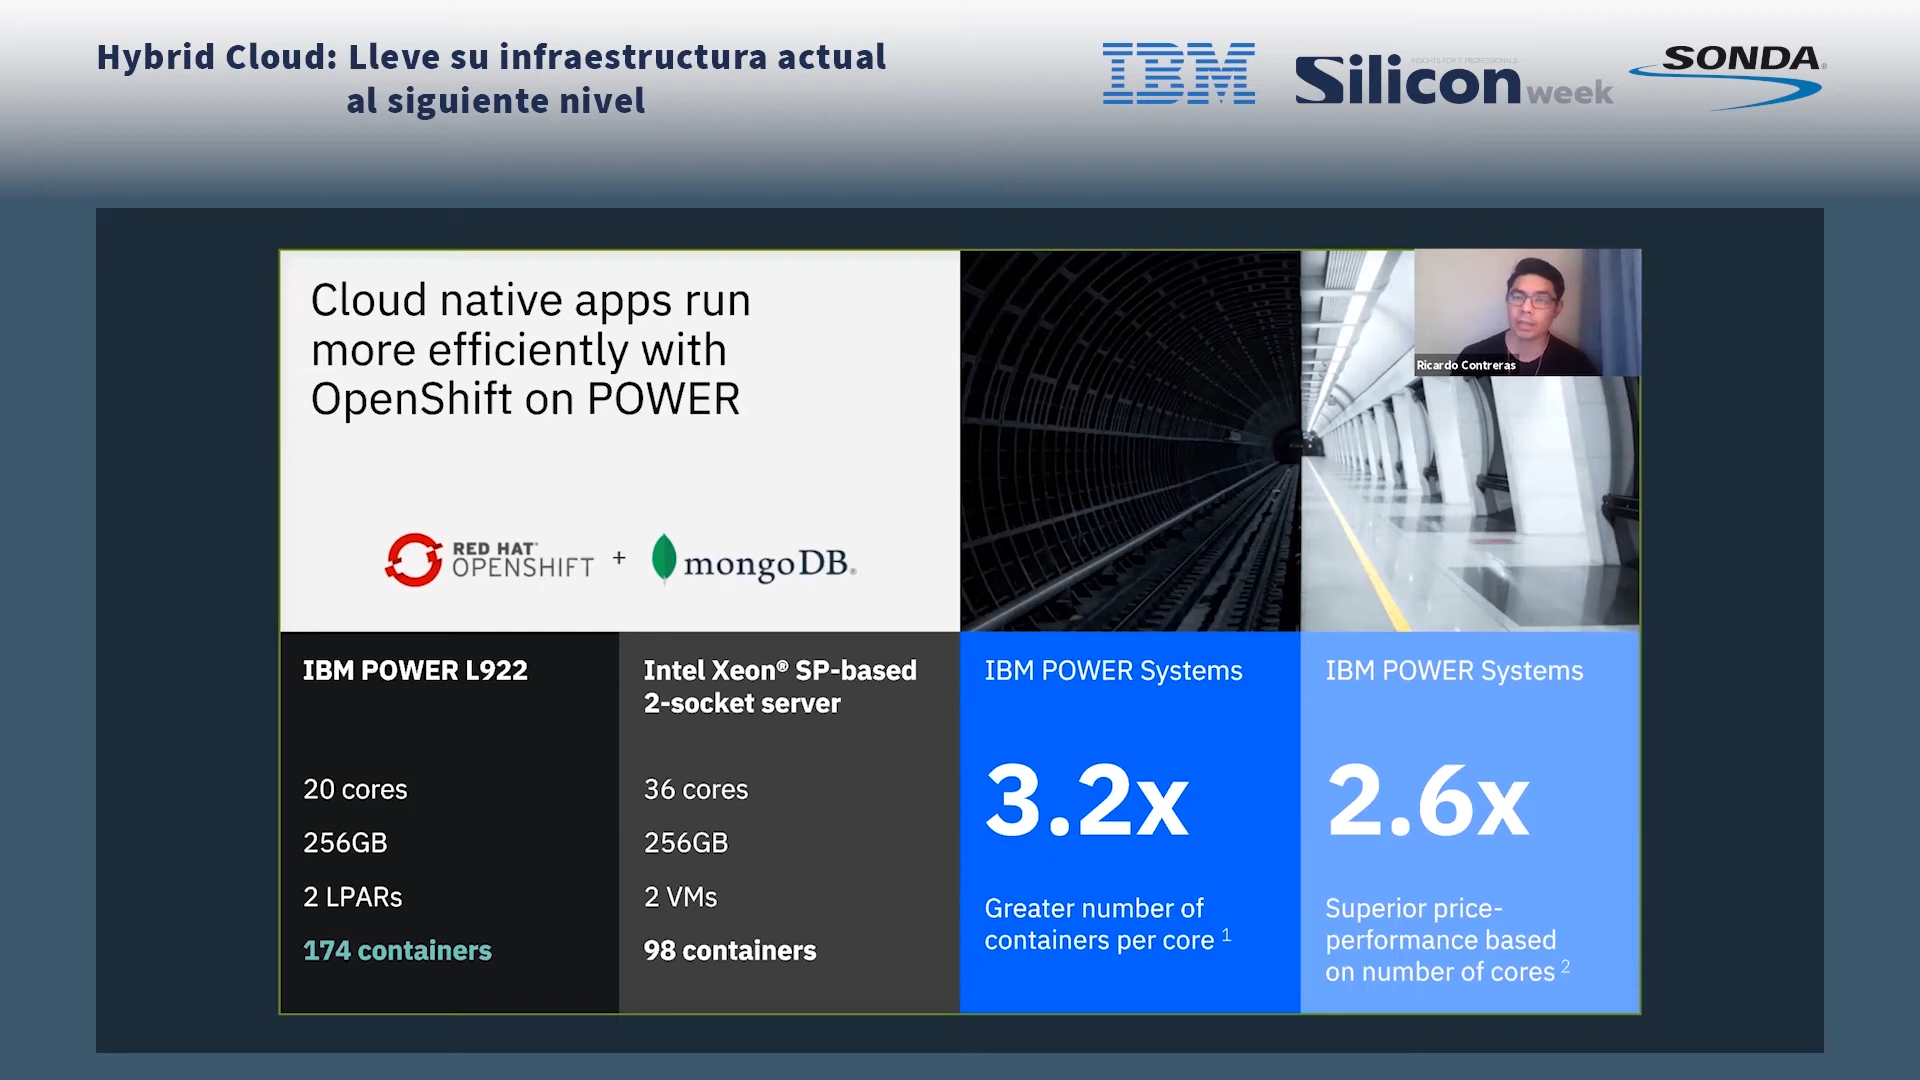 Hybrid Cloud: Lleve su infraestructura actual
al siguiente nivel
IBM
INSIGHTS FOR IT PROFESSIONALS
Silicon week
SONDA®
Cloud native apps run
more efficiently with
OpenShift on POWER
RED HAT®
OPENSHIFT
+
mongoDB®
Ricardo Contreras
IBM POWER L922
20 cores
256GB
2 LPARs
174 containers
Intel Xeon® SP-based
2-socket server
36 cores
256GB
2 VMs
98 containers
IBM POWER Systems
3.2x
Greater number of
containers per core 1
IBM POWER Systems
2.6x
Superior price-
performance based
on number of cores 2